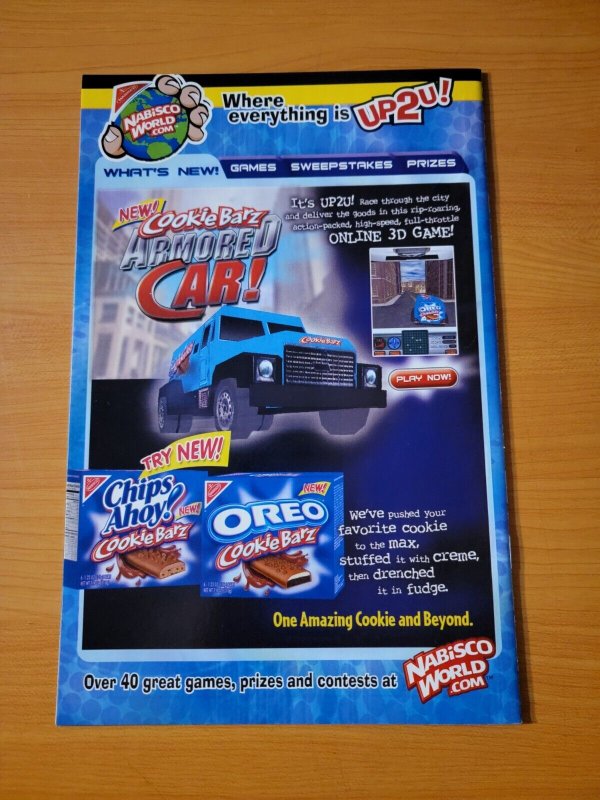 NABISCO
WORLD
.COM
Where
everything is UP2U!
WHAT'S NEW! GAMES SWEEPSTAKES PRIZES
NEW!
CookieBarz
ARMORED
CAR!
It's UP2U! Race through the city
and deliver the goods in this rip-roaring,
action-packed, high-speed, full-throttle
ONLINE 3D GAME!
CookieBarz
PLAY NOW!
TRY NEW!
Chips
Ahoy!
NEW!
CookieBarz
NEW!
OREO
CookieBarz
We've pushed your
favorite cookie
to the max,
stuffed it with creme,
then drenched
it in fudge.
One Amazing Cookie and Beyond.
Over 40 great games, prizes and contests at
NABISCO
WORLD
.COM